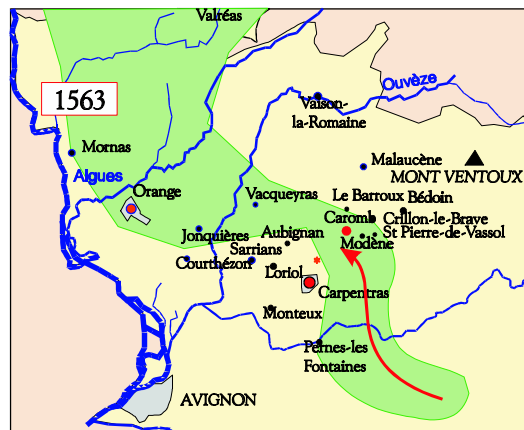 Valréas
1563
Ouvèze
Vaison-
la-Romaine
Mornas
Malaucène
Aigues
MONT VENTOUX
Orange
Vacqueyras
Le Barroux
Bédoin
Caromb
Crillon-le-Brave
Jonquières
Aubignan
St Pierre-de-Vassol
Sarrians
Modène
Courthézon
Loriol
Carpentras
Monteux
Pernes-les
Fontaines
AVIGNON